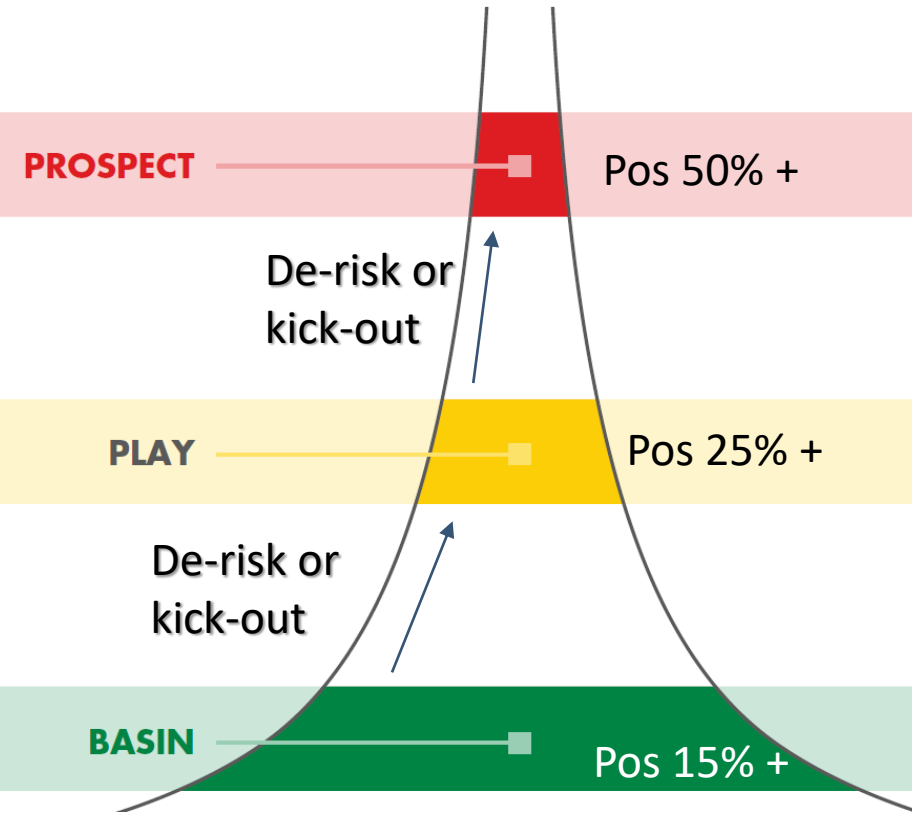 PROSPECT
Pos 50% +
De-risk or
kick-out
PLAY
Pos 25% +
De-risk or
kick-out
BASIN
Pos 15% +